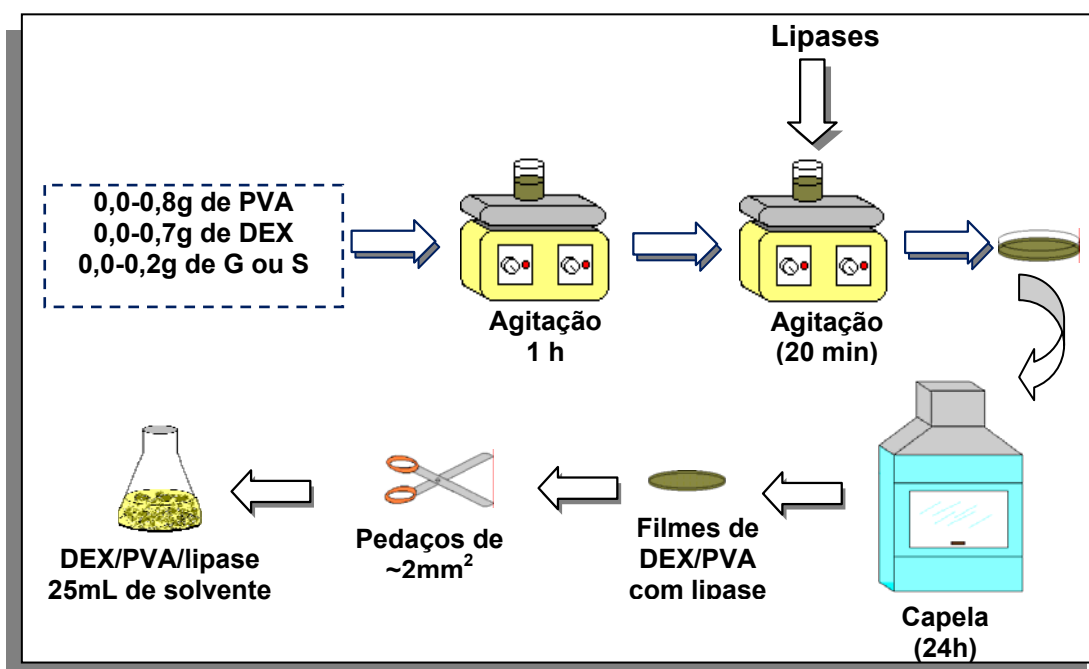 Lipases
0,0-0,8g de PVA
0,0-0,7g de DEX
0,0-0,2g de G ou S
Agitação
1 h
Agitação
(20 min)
Capela
(24h)
Filmes de
DEX/PVA
com lipase
Pedaços de
~2mm²
DEX/PVA/lipase
25mL de solvente